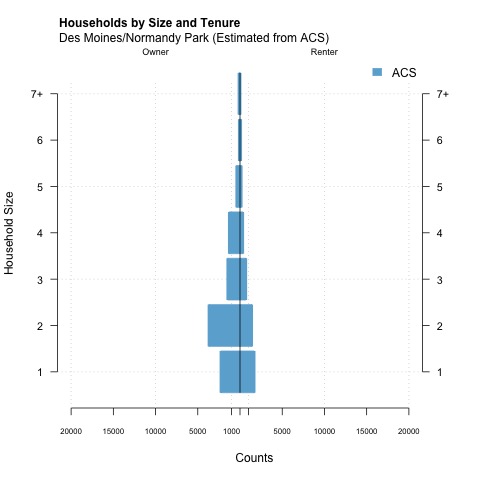 Households by Size and Tenure
Des Moines/Normandy Park (Estimated from ACS)
Owner Renter
ACS
7+ 7+
6 6
5 5
4 4
3 3
2 2
1 1
Household Size
20000 15000 10000 5000 1000 5000 10000 15000 20000
Counts